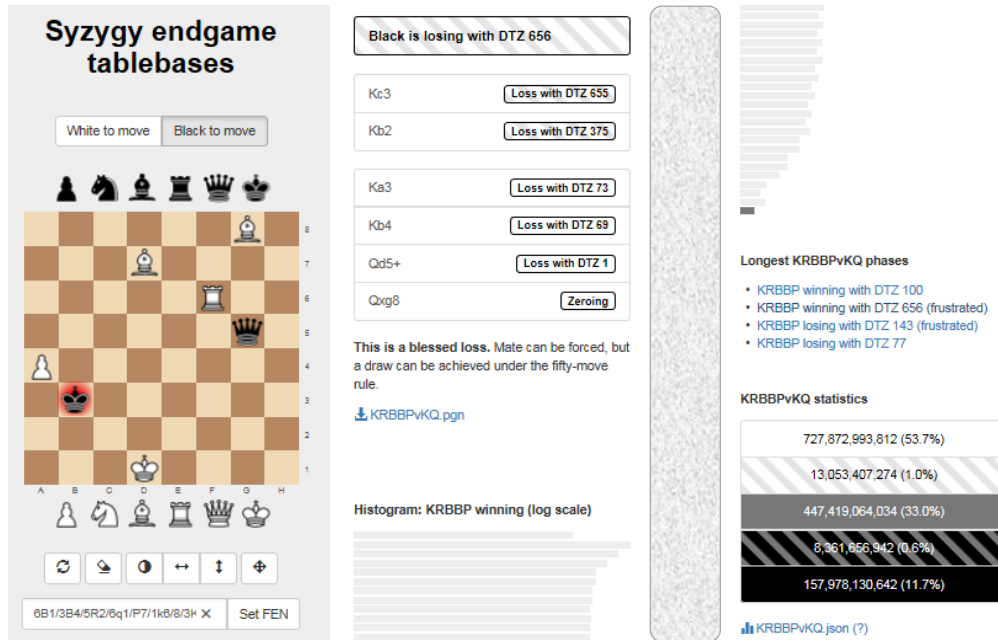 Syzygy endgame
tablebases
White to move
Black to move
8
7
6
5
4
3
2
1
A B C D E F G H
6B1/3B4/5R2/6q1/P7/1k6/8/3K
Set FEN
Black is losing with DTZ 656
Kc3 Loss with DTZ 655
Kb2 Loss with DTZ 375
Ka3 Loss with DTZ 73
Kb4 Loss with DTZ 69
Qd5+ Loss with DTZ 1
Qxg8 Zeroing
This is a blessed loss. Mate can be forced, but
a draw can be achieved under the fifty-move
rule.
KRBBPvKQ.pgn
Histogram: KRBBP winning (log scale)
Longest KRBBPvKQ phases
• KRBBP winning with DTZ 100
• KRBBP winning with DTZ 656 (frustrated)
• KRBBP losing with DTZ 143 (frustrated)
• KRBBP losing with DTZ 77
KRBBPvKQ statistics
727,872,993,812 (53.7%)
13,053,407,274 (1.0%)
447,419,064,034 (33.0%)
8,361,656,942 (0.6%)
157,978,130,642 (11.7%)
KRBBPvKQ.json (?)